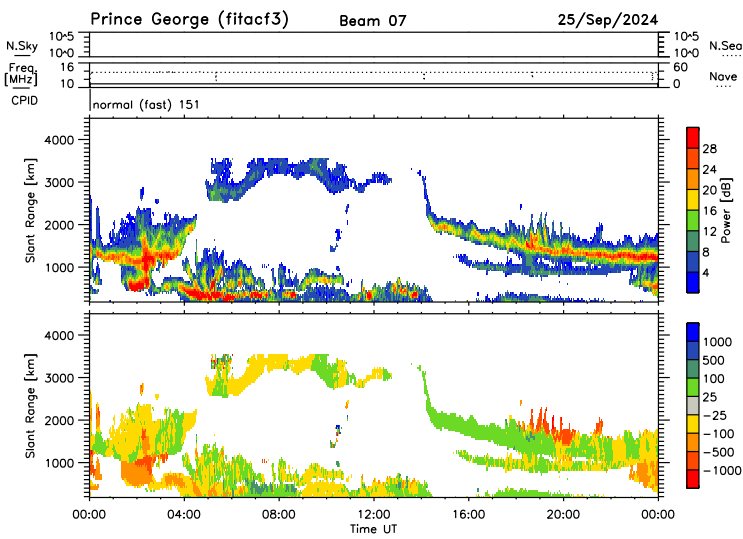 Prince George (fitacf3) Beam 07 25/Sep/2024
N.Sky 10^5 10^5 N.Sea
10^0 10^0
Freq. 16 60 Nave
[MHz] 10 0
CPID normal (fast) 151
Slant Range [km] 4000 3000 2000 1000
28 24 20 16 12 8 4 Power [dB]
Slant Range [km] 4000 3000 2000 1000
1000 500 100 25 -25 -100 -500 -1000
00:00 04:00 08:00 12:00 16:00 20:00 00:00
Time UT